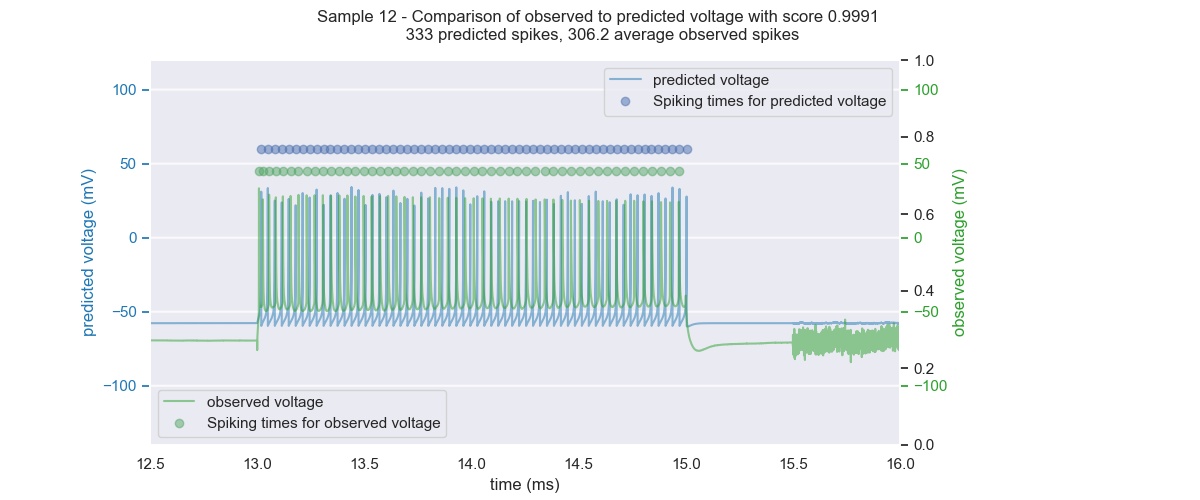 Sample 12 - Comparison of observed to predicted voltage with score 0.9991
333 predicted spikes, 306.2 average observed spikes
predicted voltage
Spiking times for predicted voltage
observed voltage
Spiking times for observed voltage
predicted voltage (mV)
100
50
0
−50
−100
1.0
0.8
0.6
0.4
0.2
0.0
100
50
0
−50
−100
observed voltage (mV)
12.5 13.0 13.5 14.0 14.5 15.0 15.5 16.0
time (ms)